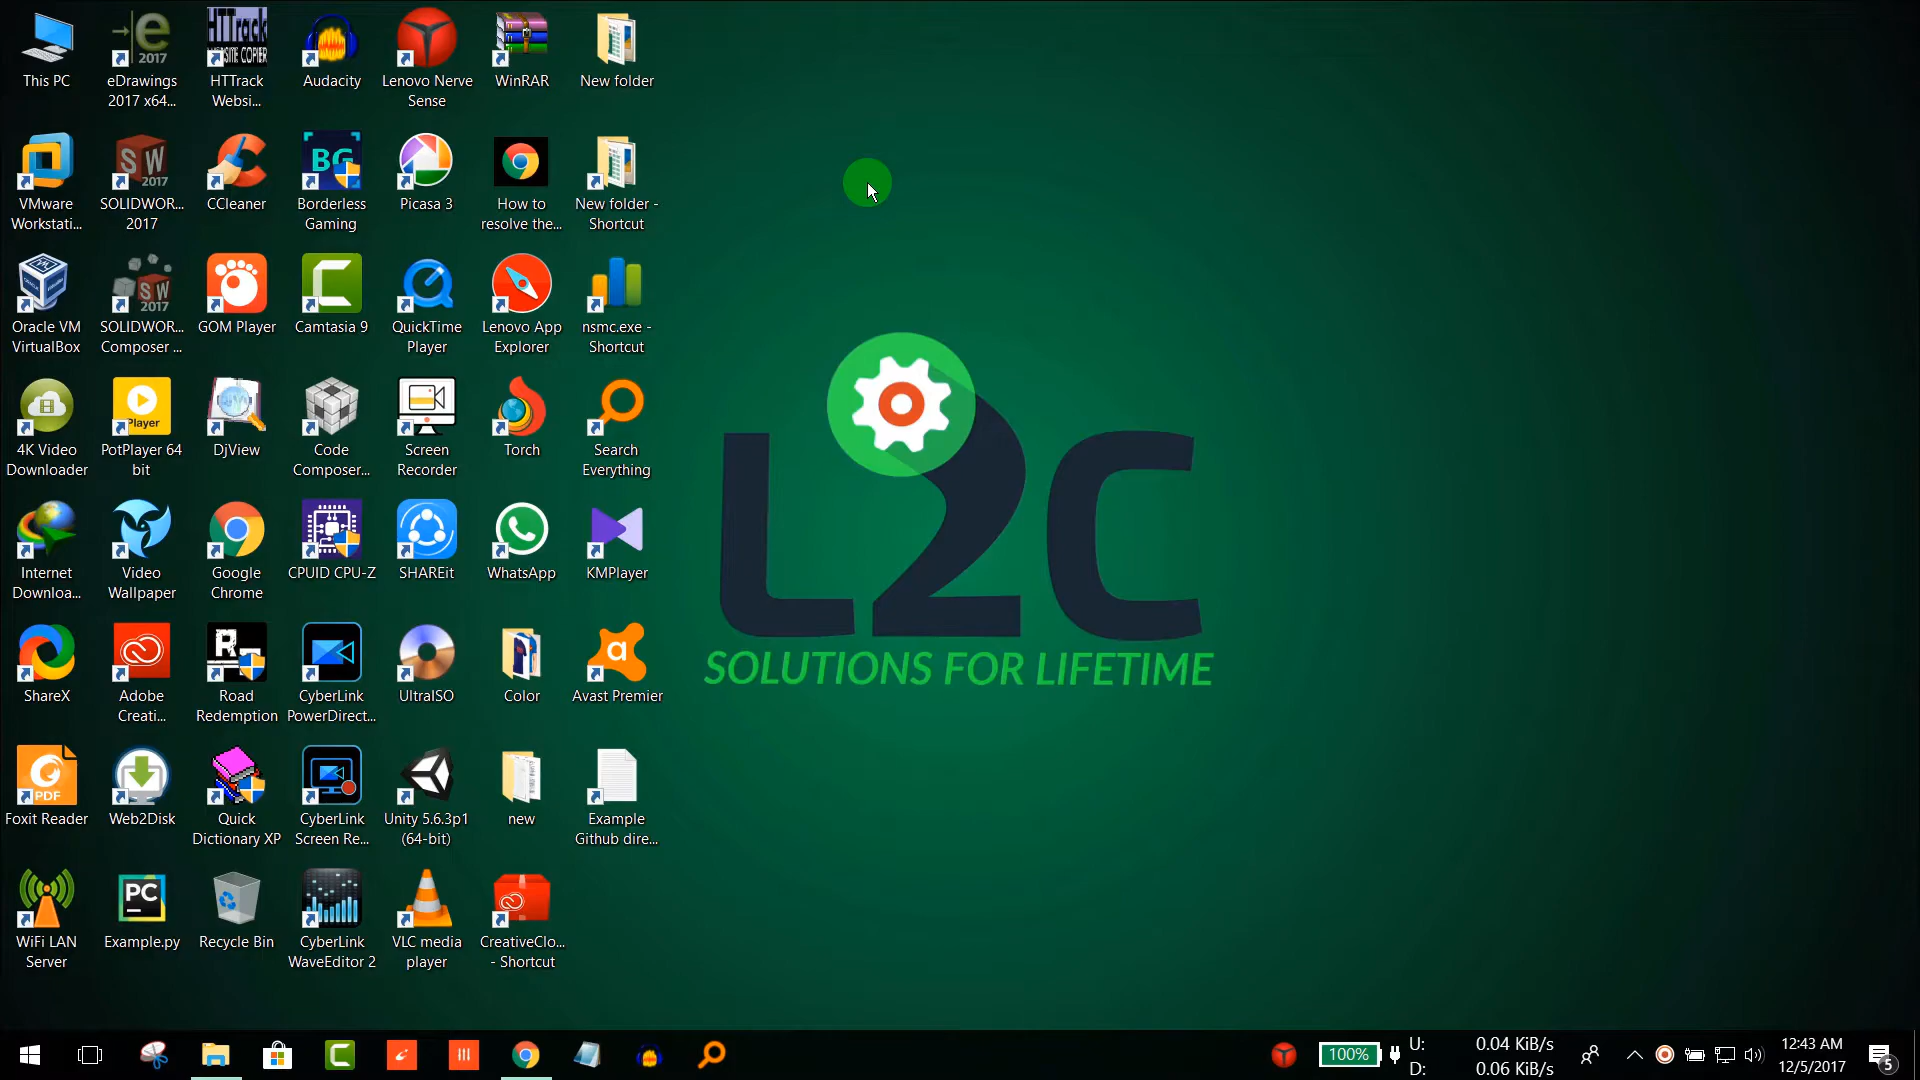 This PC
eDrawings
2017 x64...
HTTrack
Websi...
Audacity
Lenovo Nerve
Sense
WinRAR
New folder
VMware
Workstati...
SOLIDWOR...
2017
CCleaner
Borderless
Gaming
Picasa 3
How to
resolve the...
New folder -
Shortcut
Oracle VM
VirtualBox
SOLIDWOR...
Composer ...
GOM Player
Camtasia 9
QuickTime
Player
Lenovo App
Explorer
nsmc.exe -
Shortcut
4K Video
Downloader
PotPlayer 64
bit
DjView
Code
Composer...
Screen
Recorder
Torch
Search
Everything
Internet
Downloa...
Video
Wallpaper
Google
Chrome
CPUID CPU-Z
SHAREit
WhatsApp
KMPlayer
ShareX
Adobe
Creati...
Road
Redemption
CyberLink
PowerDirect...
UltraISO
Color
Avast Premier
Foxit Reader
Web2Disk
Quick
Dictionary XP
CyberLink
Screen Re...
Unity 5.6.3p1
(64-bit)
new
Example
Github dire...
WiFi LAN
Server
Example.py
Recycle Bin
CyberLink
WaveEditor 2
VLC media
player
CreativeClo...
- Shortcut
L2C
SOLUTIONS FOR LIFETIME
100%
U: 0.04 KiB/s
D: 0.06 KiB/s
12:43 AM
12/5/2017
5